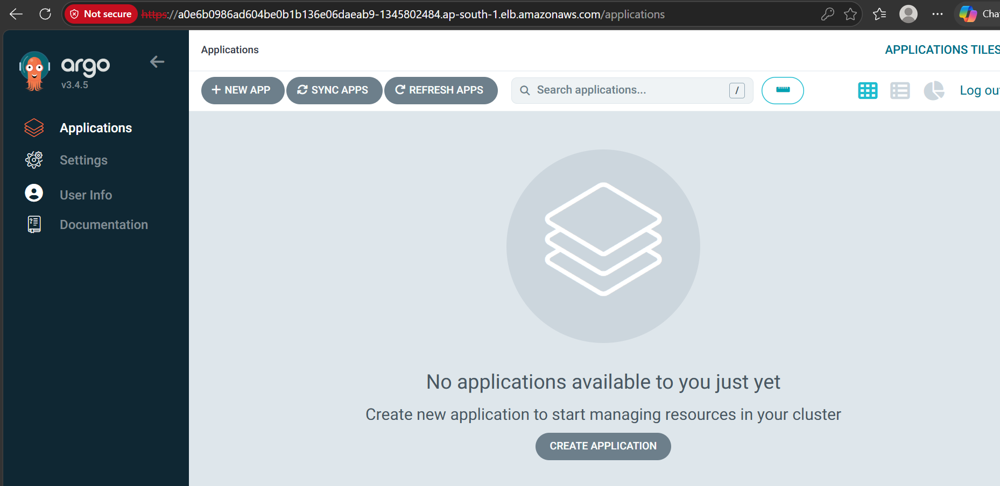 Not secure https://a0e6b0986ad604be0b1b136e06daeab9-1345802484.ap-south-1.elb.amazonaws.com/applications
argo
v3.4.5
Applications
Settings
User Info
Documentation
Applications
APPLICATIONS TILES
NEW APP SYNC APPS REFRESH APPS Search applications... / Log out
No applications available to you just yet
Create new application to start managing resources in your cluster
CREATE APPLICATION